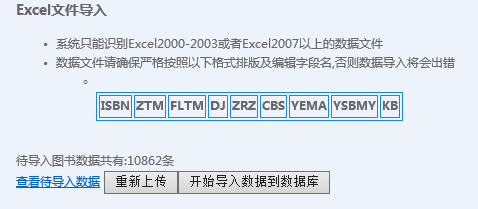 Excel文件导入
• 系统只能识别Excel2000-2003或者Excel2007以上的数据文件
• 数据文件请确保严格按照以下格式排版及编辑字段名,否则数据导入将会出错
。
ISBN ZTM FLTM DJ ZRZ CBS YEMA YSBMY KB
待导入图书数据共有:10862条
查看待导入数据 重新上传 开始导入数据到数据库